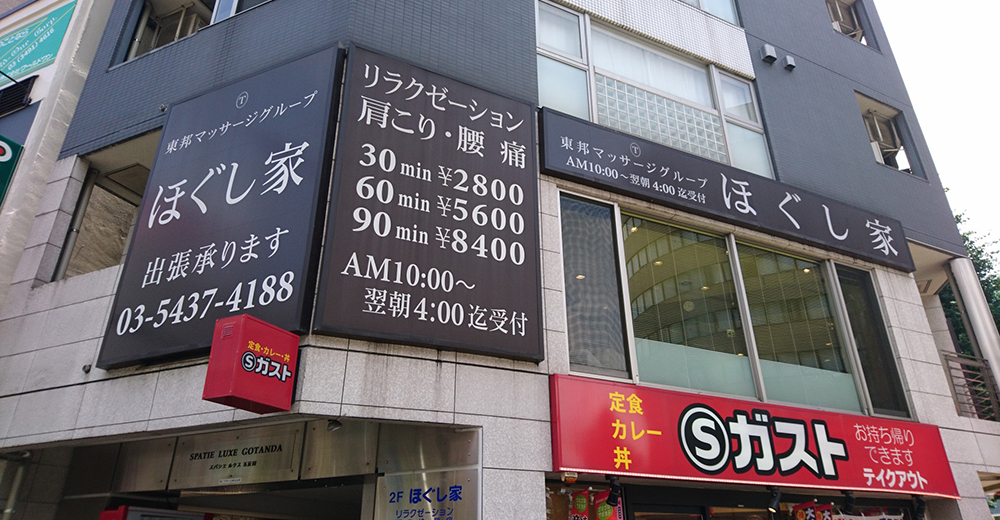 Ⓣ
東邦マッサージグループ
ほぐし家
出張承ります
03-5437-4188
リラクゼーション
肩こり・腰痛
30min ¥2800
60min ¥5600
90min ¥8400
AM10:00～
翌朝4:00迄受付
Ⓣ
東邦マッサージグループ
AM10:00～翌朝4:00迄受付
ほぐし家
定食・カレー・丼
Ⓢガスト
定食
カレー
丼
Ⓢガスト
お持ち帰り
できます
テイクアウト
SPATIE LUXE GOTANDA
2F ほぐし家
リラクゼーション